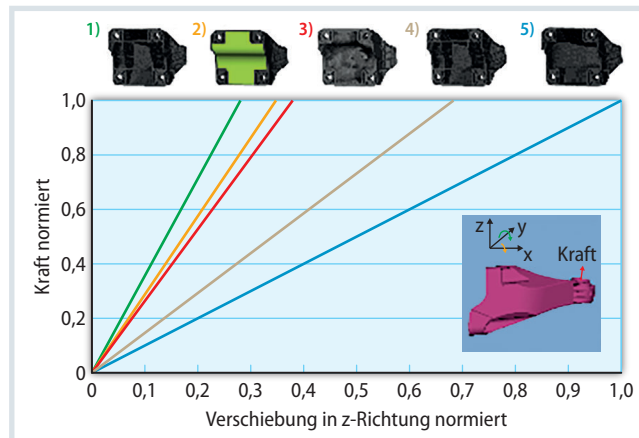 1) 2) 3) 4) 5)
1,0
0,8
0,6
0,4
0,2
0
Kraft normiert
z y x
Kraft
0 0,1 0,2 0,3 0,4 0,5 0,6 0,7 0,8 0,9 1,0
Verschiebung in z-Richtung normiert